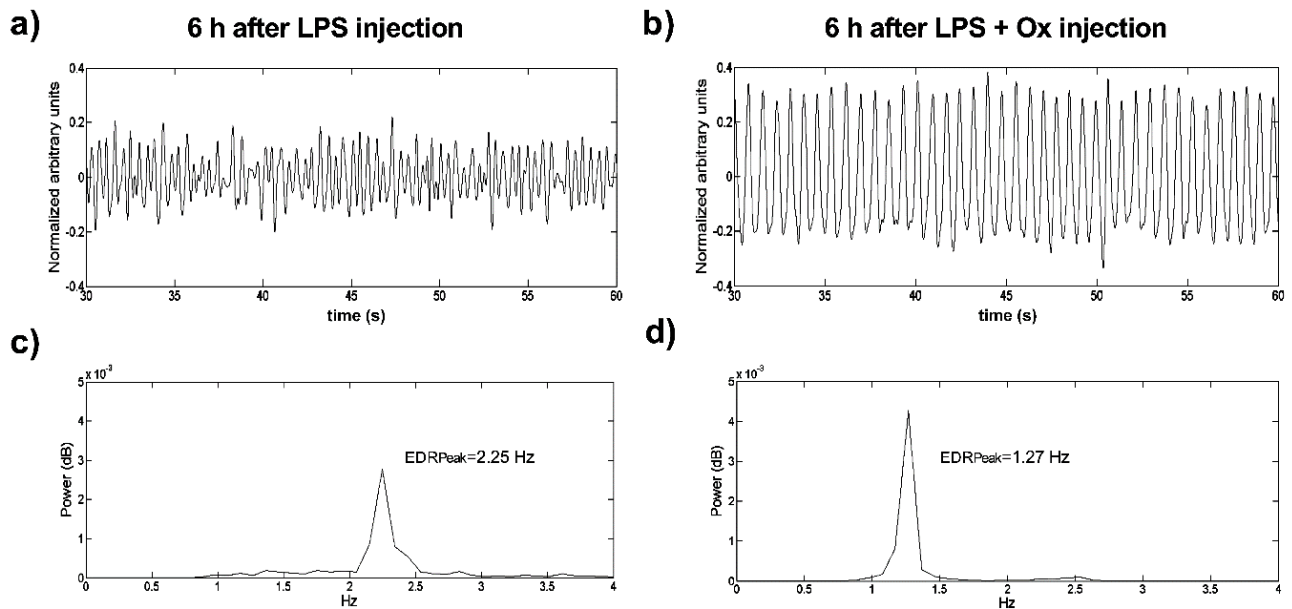 a) 6 h after LPS injection
b) 6 h after LPS + Ox injection
Normalized arbitrary units
0.4
0.2
0
-0.2
-0.4
30 35 40 45 50 55 60
time (s)
Normalized arbitrary units
0.4
0.2
0
-0.2
-0.4
30 35 40 45 50 55 60
time (s)
c)
x 10⁻³
Power (dB)
5
4
3
2
1
0
EDRPeak=2.25 Hz
0 0.5 1 1.5 2 2.5 3 3.5 4
Hz
d)
x 10⁻³
Power (dB)
5
4
3
2
1
0
EDRPeak=1.27 Hz
0 0.5 1 1.5 2 2.5 3 3.5 4
Hz